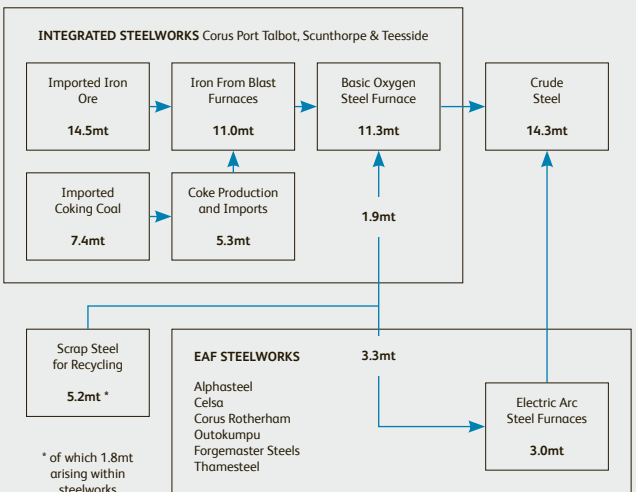 INTEGRATED STEELWORKS Corus Port Talbot, Scunthorpe & Teesside
Imported Iron
Ore
14.5mt
Iron From Blast
Furnaces
11.0mt
Basic Oxygen
Steel Furnace
11.3mt
Crude
Steel
14.3mt
Imported
Coking Coal
7.4mt
Coke Production
and Imports
5.3mt
1.9mt
Scrap Steel
for Recycling
5.2mt *
* of which 1.8mt
arising within
steelworks
EAF STEELWORKS
Alphasteel
Celsa
Corus Rotherham
Outokumpu
Forgemaster Steels
Thamesteel
3.3mt
Electric Arc
Steel Furnaces
3.0mt